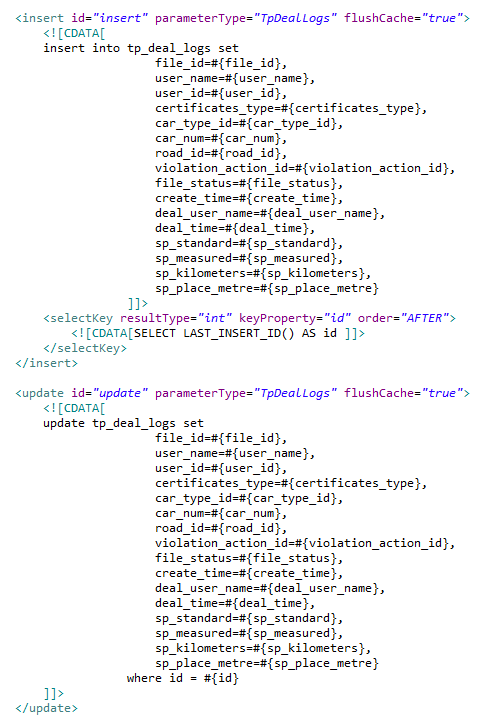 <insert id="insert" parameterType="TpDealLogs" flushCache="true">
<![CDATA[
insert into tp_deal_logs set
file_id=#{file_id},
user_name=#{user_name},
user_id=#{user_id},
certificates_type=#{certificates_type},
car_type_id=#{car_type_id},
car_num=#{car_num},
road_id=#{road_id},
violation_action_id=#{violation_action_id},
file_status=#{file_status},
create_time=#{create_time},
deal_user_name=#{deal_user_name},
deal_time=#{deal_time},
sp_standard=#{sp_standard},
sp_measured=#{sp_measured},
sp_kilometers=#{sp_kilometers},
sp_place_metre=#{sp_place_metre}
]]>
<selectKey resultType="int" keyProperty="id" order="AFTER">
<![CDATA[SELECT LAST_INSERT_ID() AS id ]]>
</selectKey>
</insert>
<update id="update" parameterType="TpDealLogs" flushCache="true">
<![CDATA[
update tp_deal_logs set
file_id=#{file_id},
user_name=#{user_name},
user_id=#{user_id},
certificates_type=#{certificates_type},
car_type_id=#{car_type_id},
car_num=#{car_num},
road_id=#{road_id},
violation_action_id=#{violation_action_id},
file_status=#{file_status},
create_time=#{create_time},
deal_user_name=#{deal_user_name},
deal_time=#{deal_time},
sp_standard=#{sp_standard},
sp_measured=#{sp_measured},
sp_kilometers=#{sp_kilometers},
sp_place_metre=#{sp_place_metre}
where id = #{id}
]]>
</update>